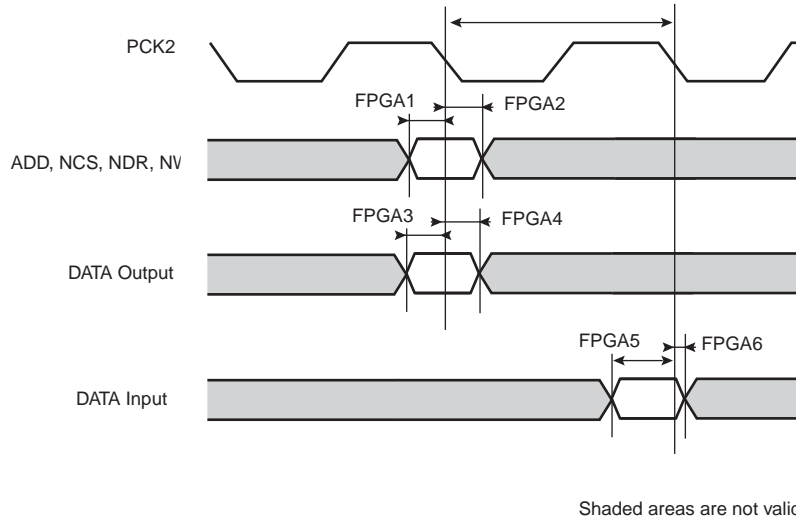 PCK2
FPGA1
FPGA2
ADD, NCS, NDR,
FPGA3
FPGA4
DATA Output
FPGA5
FPGA6
DATA Input
Shaded areas are not valid